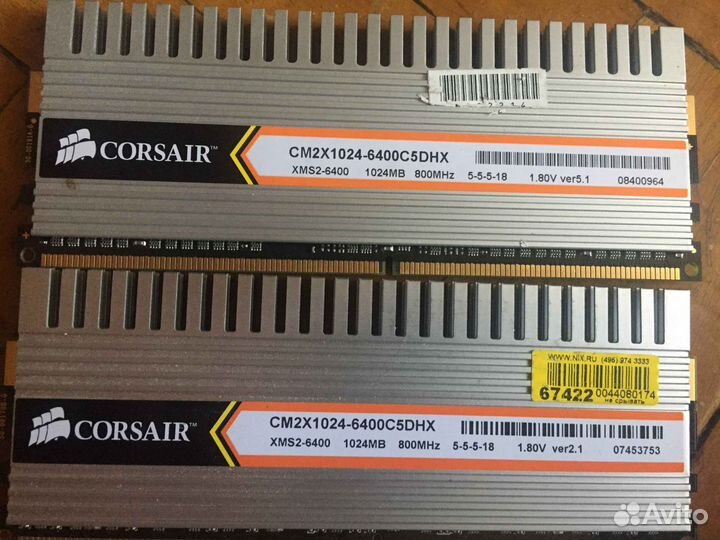 CORSAIR™
CM2X1024-6400C5DHX
XMS2-6400 1024MB 800MHz 5-5-5-18 1.80V ver5.1 08400964
WWW.NIX.RU (495) 974 3333
67422 0044080174
не срывать
CORSAIR™
CM2X1024-6400C5DHX
XMS2-6400 1024MB 800MHz 5-5-5-18 1.80V ver2.1 07453753
Avito